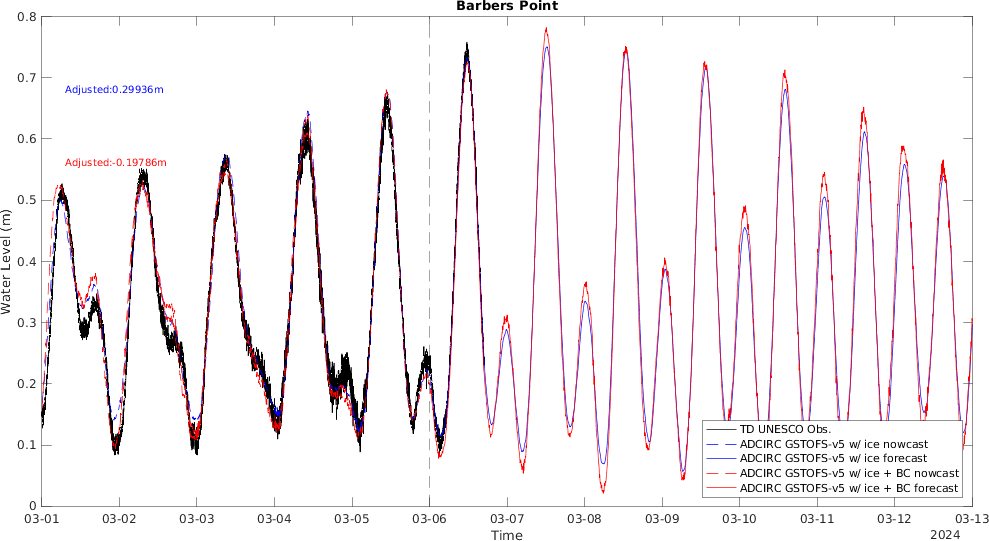 Barbers Point
0.8
0.7
0.6
0.5
0.4
0.3
0.2
0.1
0
Water Level (m)
Adjusted:0.29936m
Adjusted:-0.19786m
TD UNESCO Obs.
ADCIRC GSTOFS-v5 w/ ice nowcast
ADCIRC GSTOFS-v5 w/ ice forecast
ADCIRC GSTOFS-v5 w/ ice + BC nowcast
ADCIRC GSTOFS-v5 w/ ice + BC forecast
03-01 03-02 03-03 03-04 03-05 03-06 03-07 03-08 03-09 03-10 03-11 03-12 03-13
Time
2024